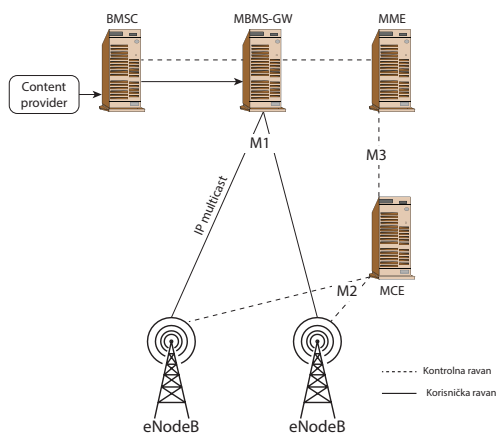 BMSC
MBMS-GW
MME
Content
provider
M1
M3
IP multicast
M2
MCE
Kontrolna ravan
Korisnička ravan
eNodeB
eNodeB